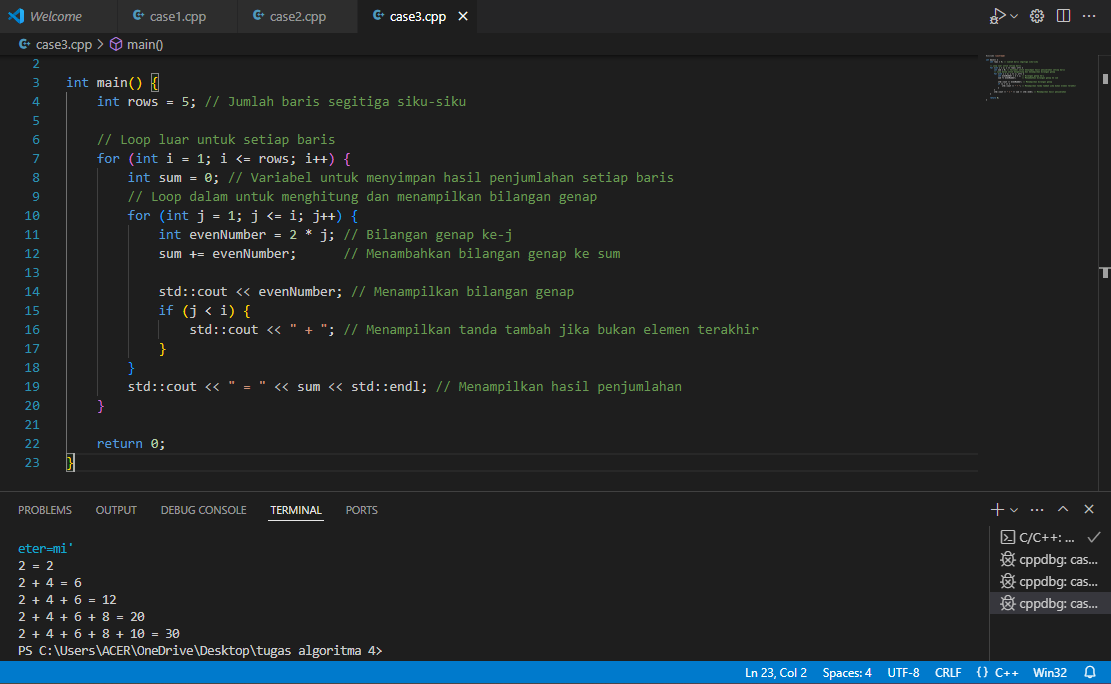 Welcome case1.cpp case2.cpp case3.cpp
case3.cpp > main()
2
3 int main() {
4 int rows = 5; // Jumlah baris segitiga siku-siku
5
6 // Loop luar untuk setiap baris
7 for (int i = 1; i <= rows; i++) {
8 int sum = 0; // Variabel untuk menyimpan hasil penjumlahan setiap baris
9 // Loop dalam untuk menghitung dan menampilkan bilangan genap
10 for (int j = 1; j <= i; j++) {
11 int evenNumber = 2 * j; // Bilangan genap ke-j
12 sum += evenNumber; // Menambahkan bilangan genap ke sum
13
14 std::cout << evenNumber; // Menampilkan bilangan genap
15 if (j < i) {
16 std::cout << " + "; // Menampilkan tanda tambah jika bukan elemen terakhir
17 }
18 }
19 std::cout << " = " << sum << std::endl; // Menampilkan hasil penjumlahan
20 }
21
22 return 0;
23 }
PROBLEMS OUTPUT DEBUG CONSOLE TERMINAL PORTS
eter=mi'
2 = 2
2 + 4 = 6
2 + 4 + 6 = 12
2 + 4 + 6 + 8 = 20
2 + 4 + 6 + 8 + 10 = 30
PS C:\Users\ACER\OneDrive\Desktop\tugas algoritma 4>
C/C++: ...
cppdbg: cas...
cppdbg: cas...
cppdbg: cas...
Ln 23, Col 2 Spaces: 4 UTF-8 CRLF {} C++ Win32